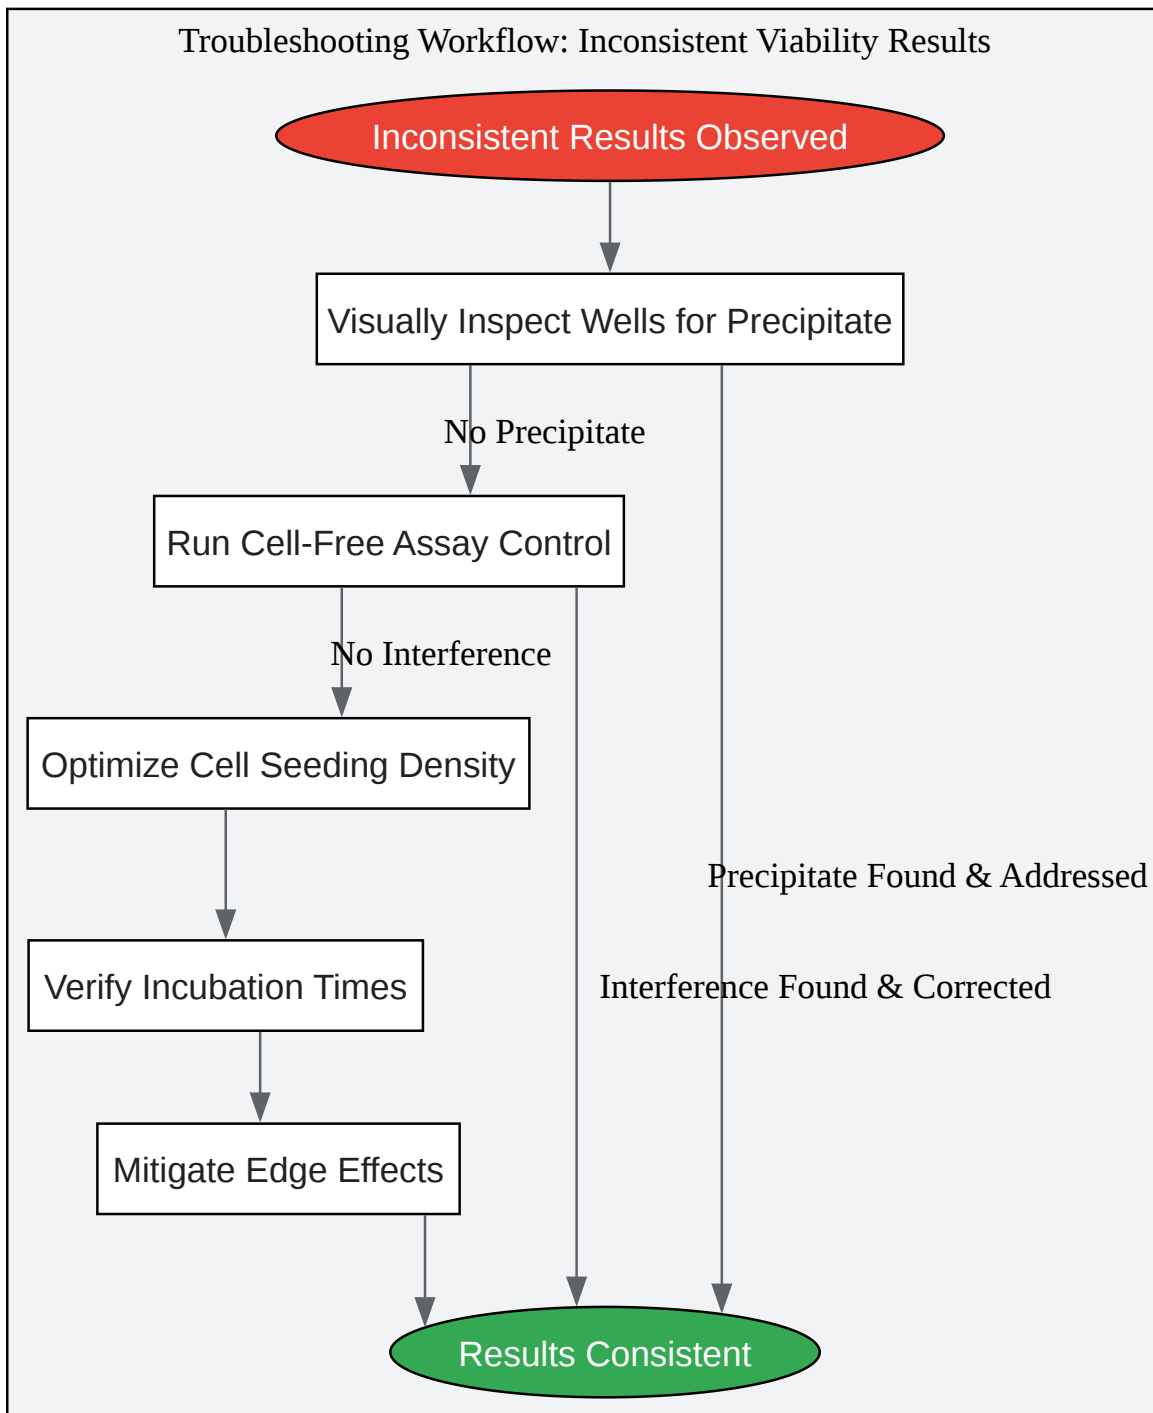 Troubleshooting Workflow: Inconsistent Viability Results
Inconsistent Results Observed
Visually Inspect Wells for Precipitate
No Precipitate
Run Cell-Free Assay Control
No Interference
Optimize Cell Seeding Density
Precipitate Found & Addressed
Verify Incubation Times
Interference Found & Corrected
Mitigate Edge Effects
Results Consistent